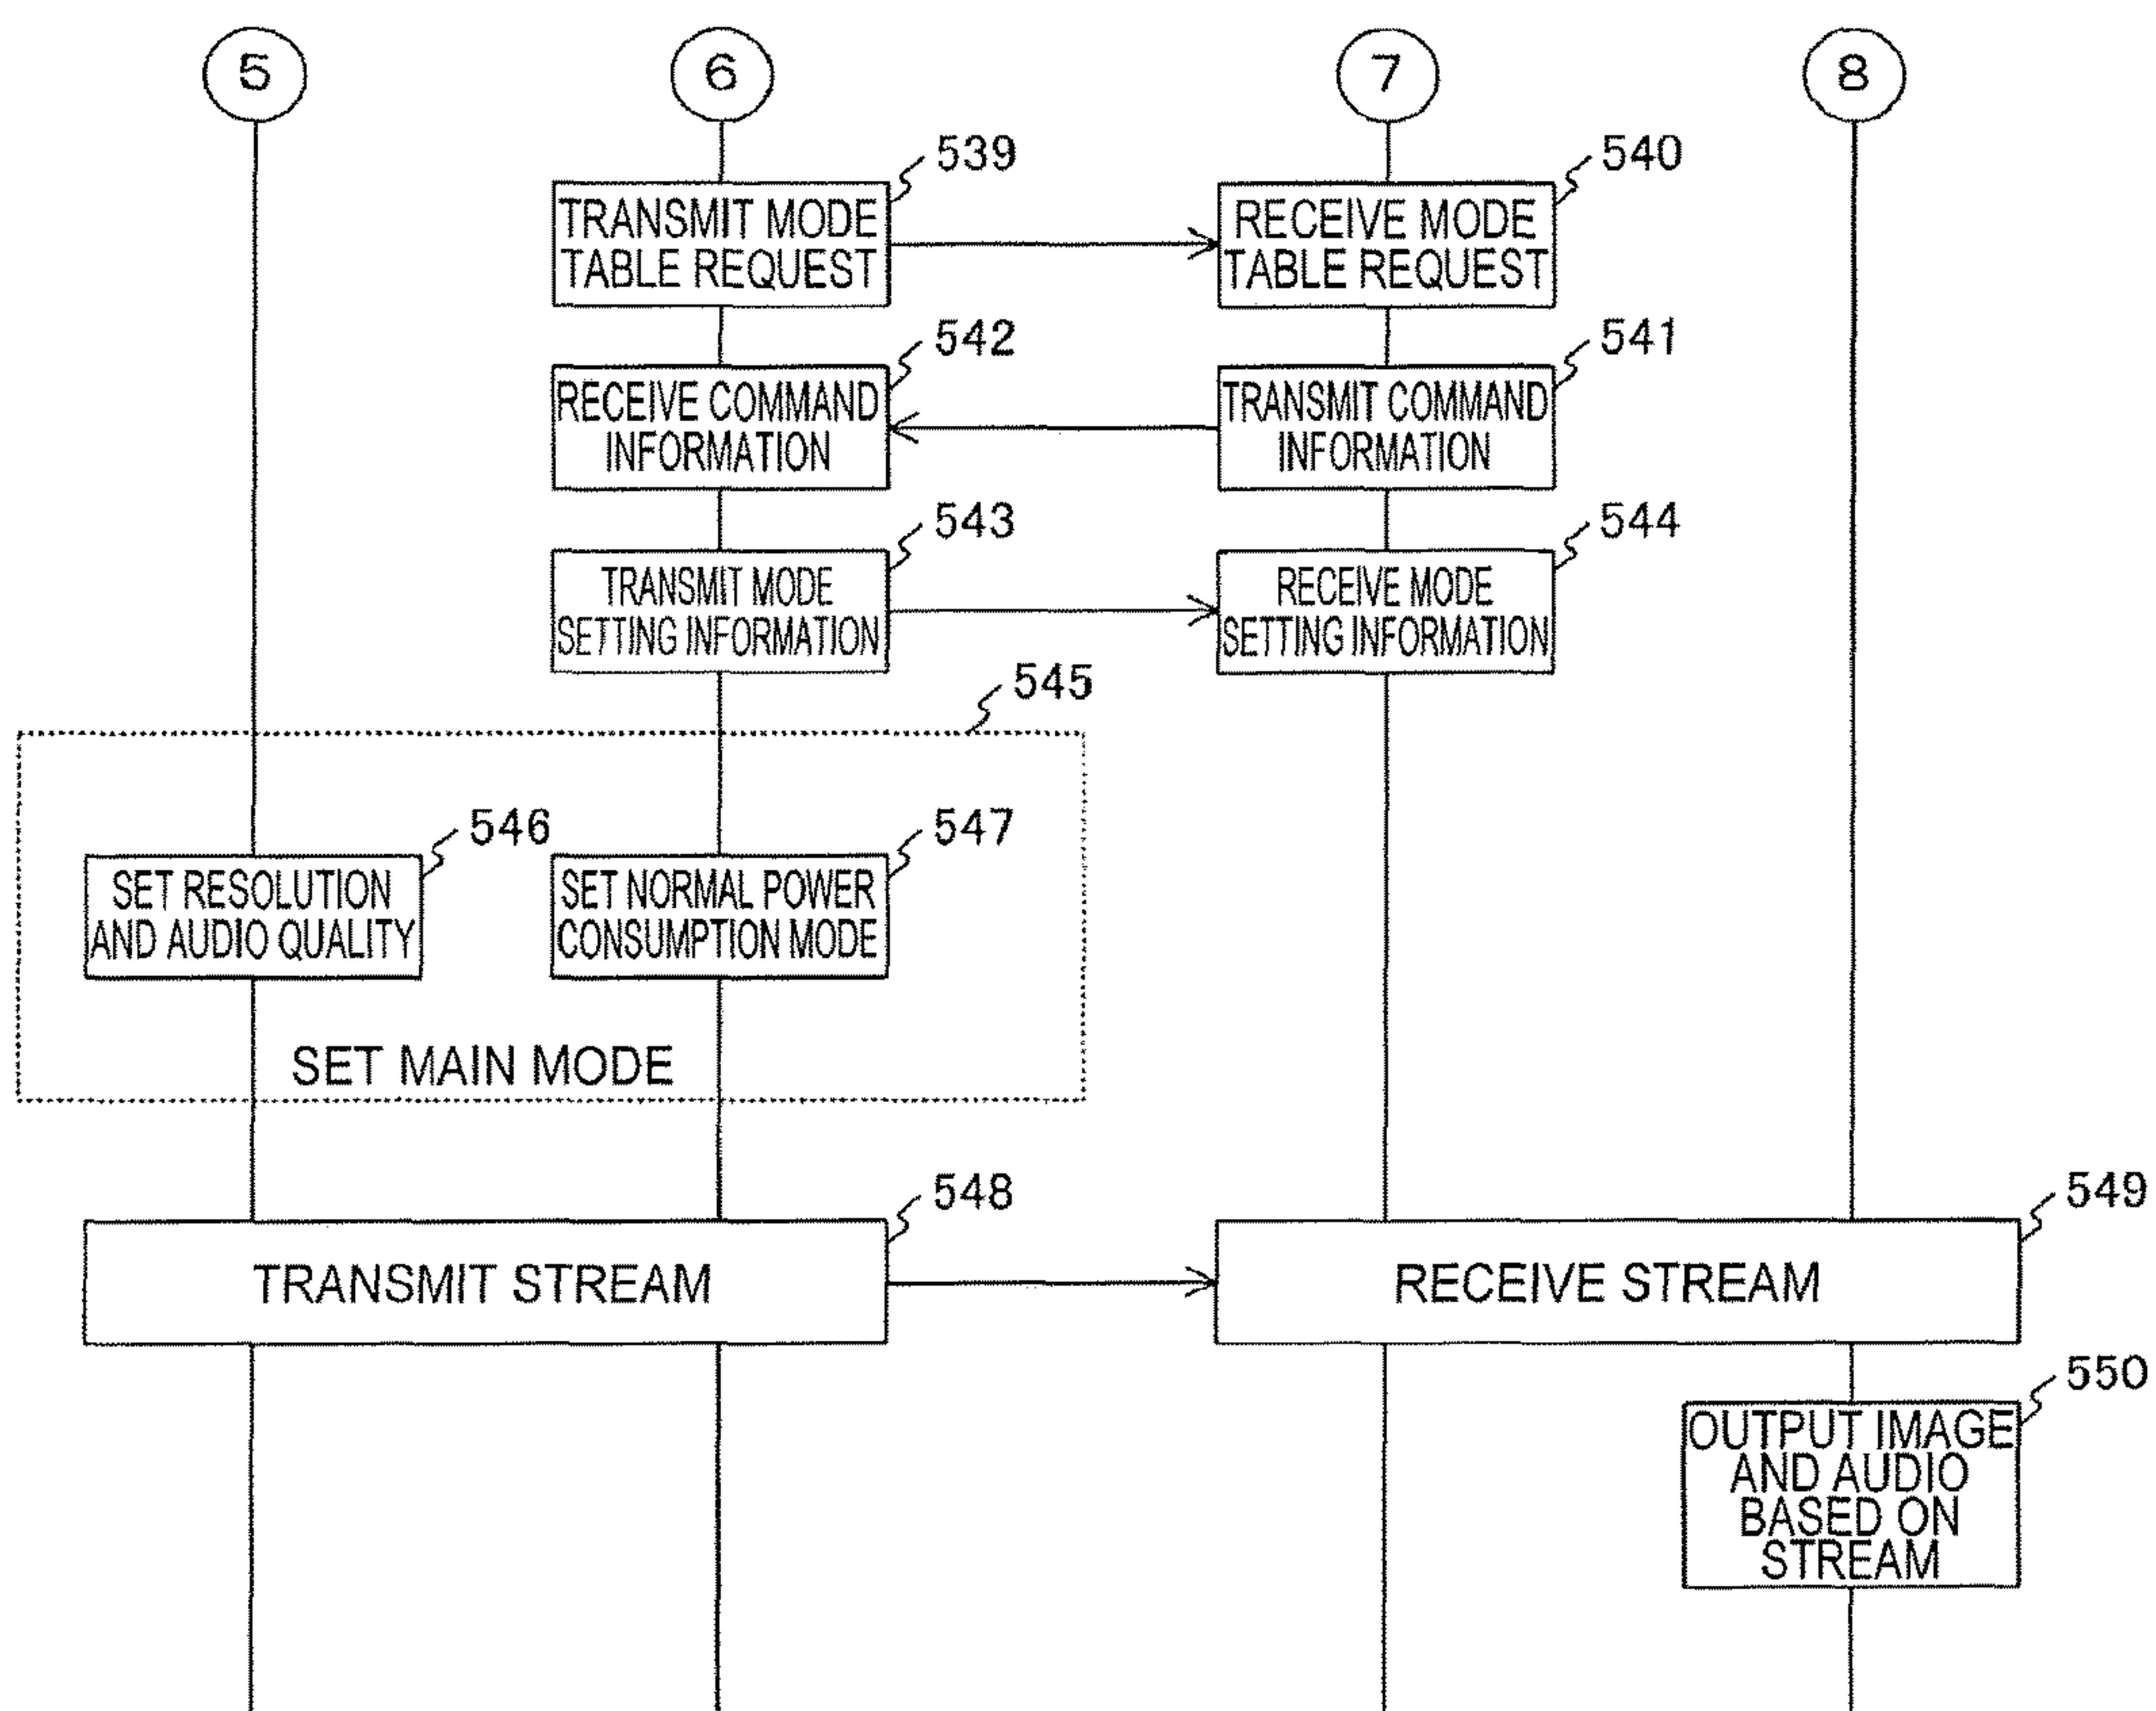 5 6 7 8
539 540
TRANSMIT MODE
TABLE REQUEST
RECEIVE MODE
TABLE REQUEST
542 541
RECEIVE COMMAND
INFORMATION
TRANSMIT COMMAND
INFORMATION
543 544
TRANSMIT MODE
SETTING INFORMATION
RECEIVE MODE
SETTING INFORMATION
545
546 547
SET RESOLUTION
AND AUDIO QUALITY
SET NORMAL POWER
CONSUMPTION MODE
SET MAIN MODE
548 549
TRANSMIT STREAM
RECEIVE STREAM
550
OUTPUT IMAGE
AND AUDIO
BASED ON
STREAM